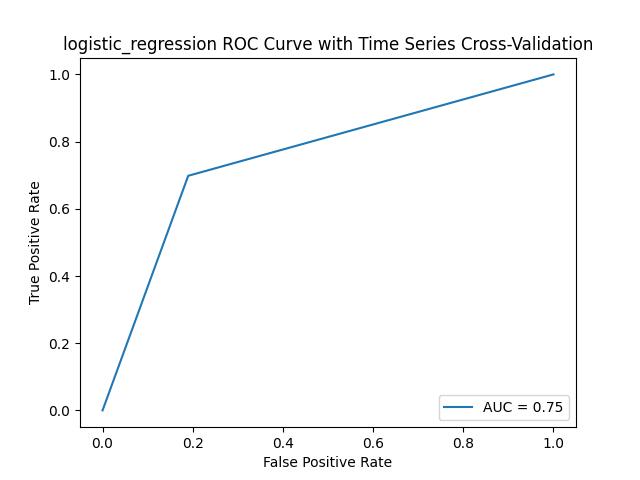 logistic_regression ROC Curve with Time Series Cross-Validation
1.0
0.8
0.6
0.4
0.2
0.0
True Positive Rate
AUC = 0.75
0.0 0.2 0.4 0.6 0.8 1.0
False Positive Rate